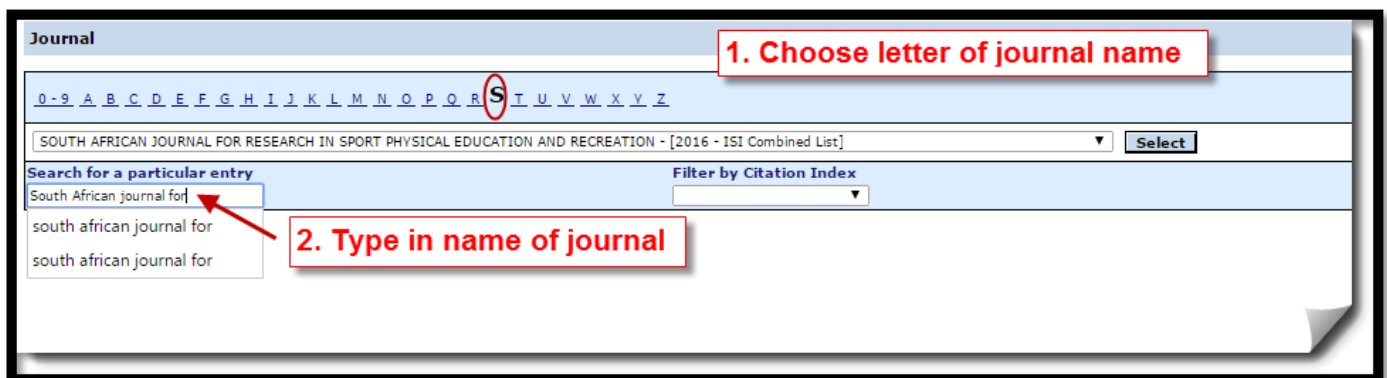 Journal
1. Choose letter of journal name
0-9 A B C D E F G H I J K L M N O P Q R S T U V W X Y Z
SOUTH AFRICAN JOURNAL FOR RESEARCH IN SPORT PHYSICAL EDUCATION AND RECREATION - [2016 - ISI Combined List] Select
Search for a particular entry Filter by Citation Index
South African journal for
south african journal for
2. Type in name of journal
south african journal for